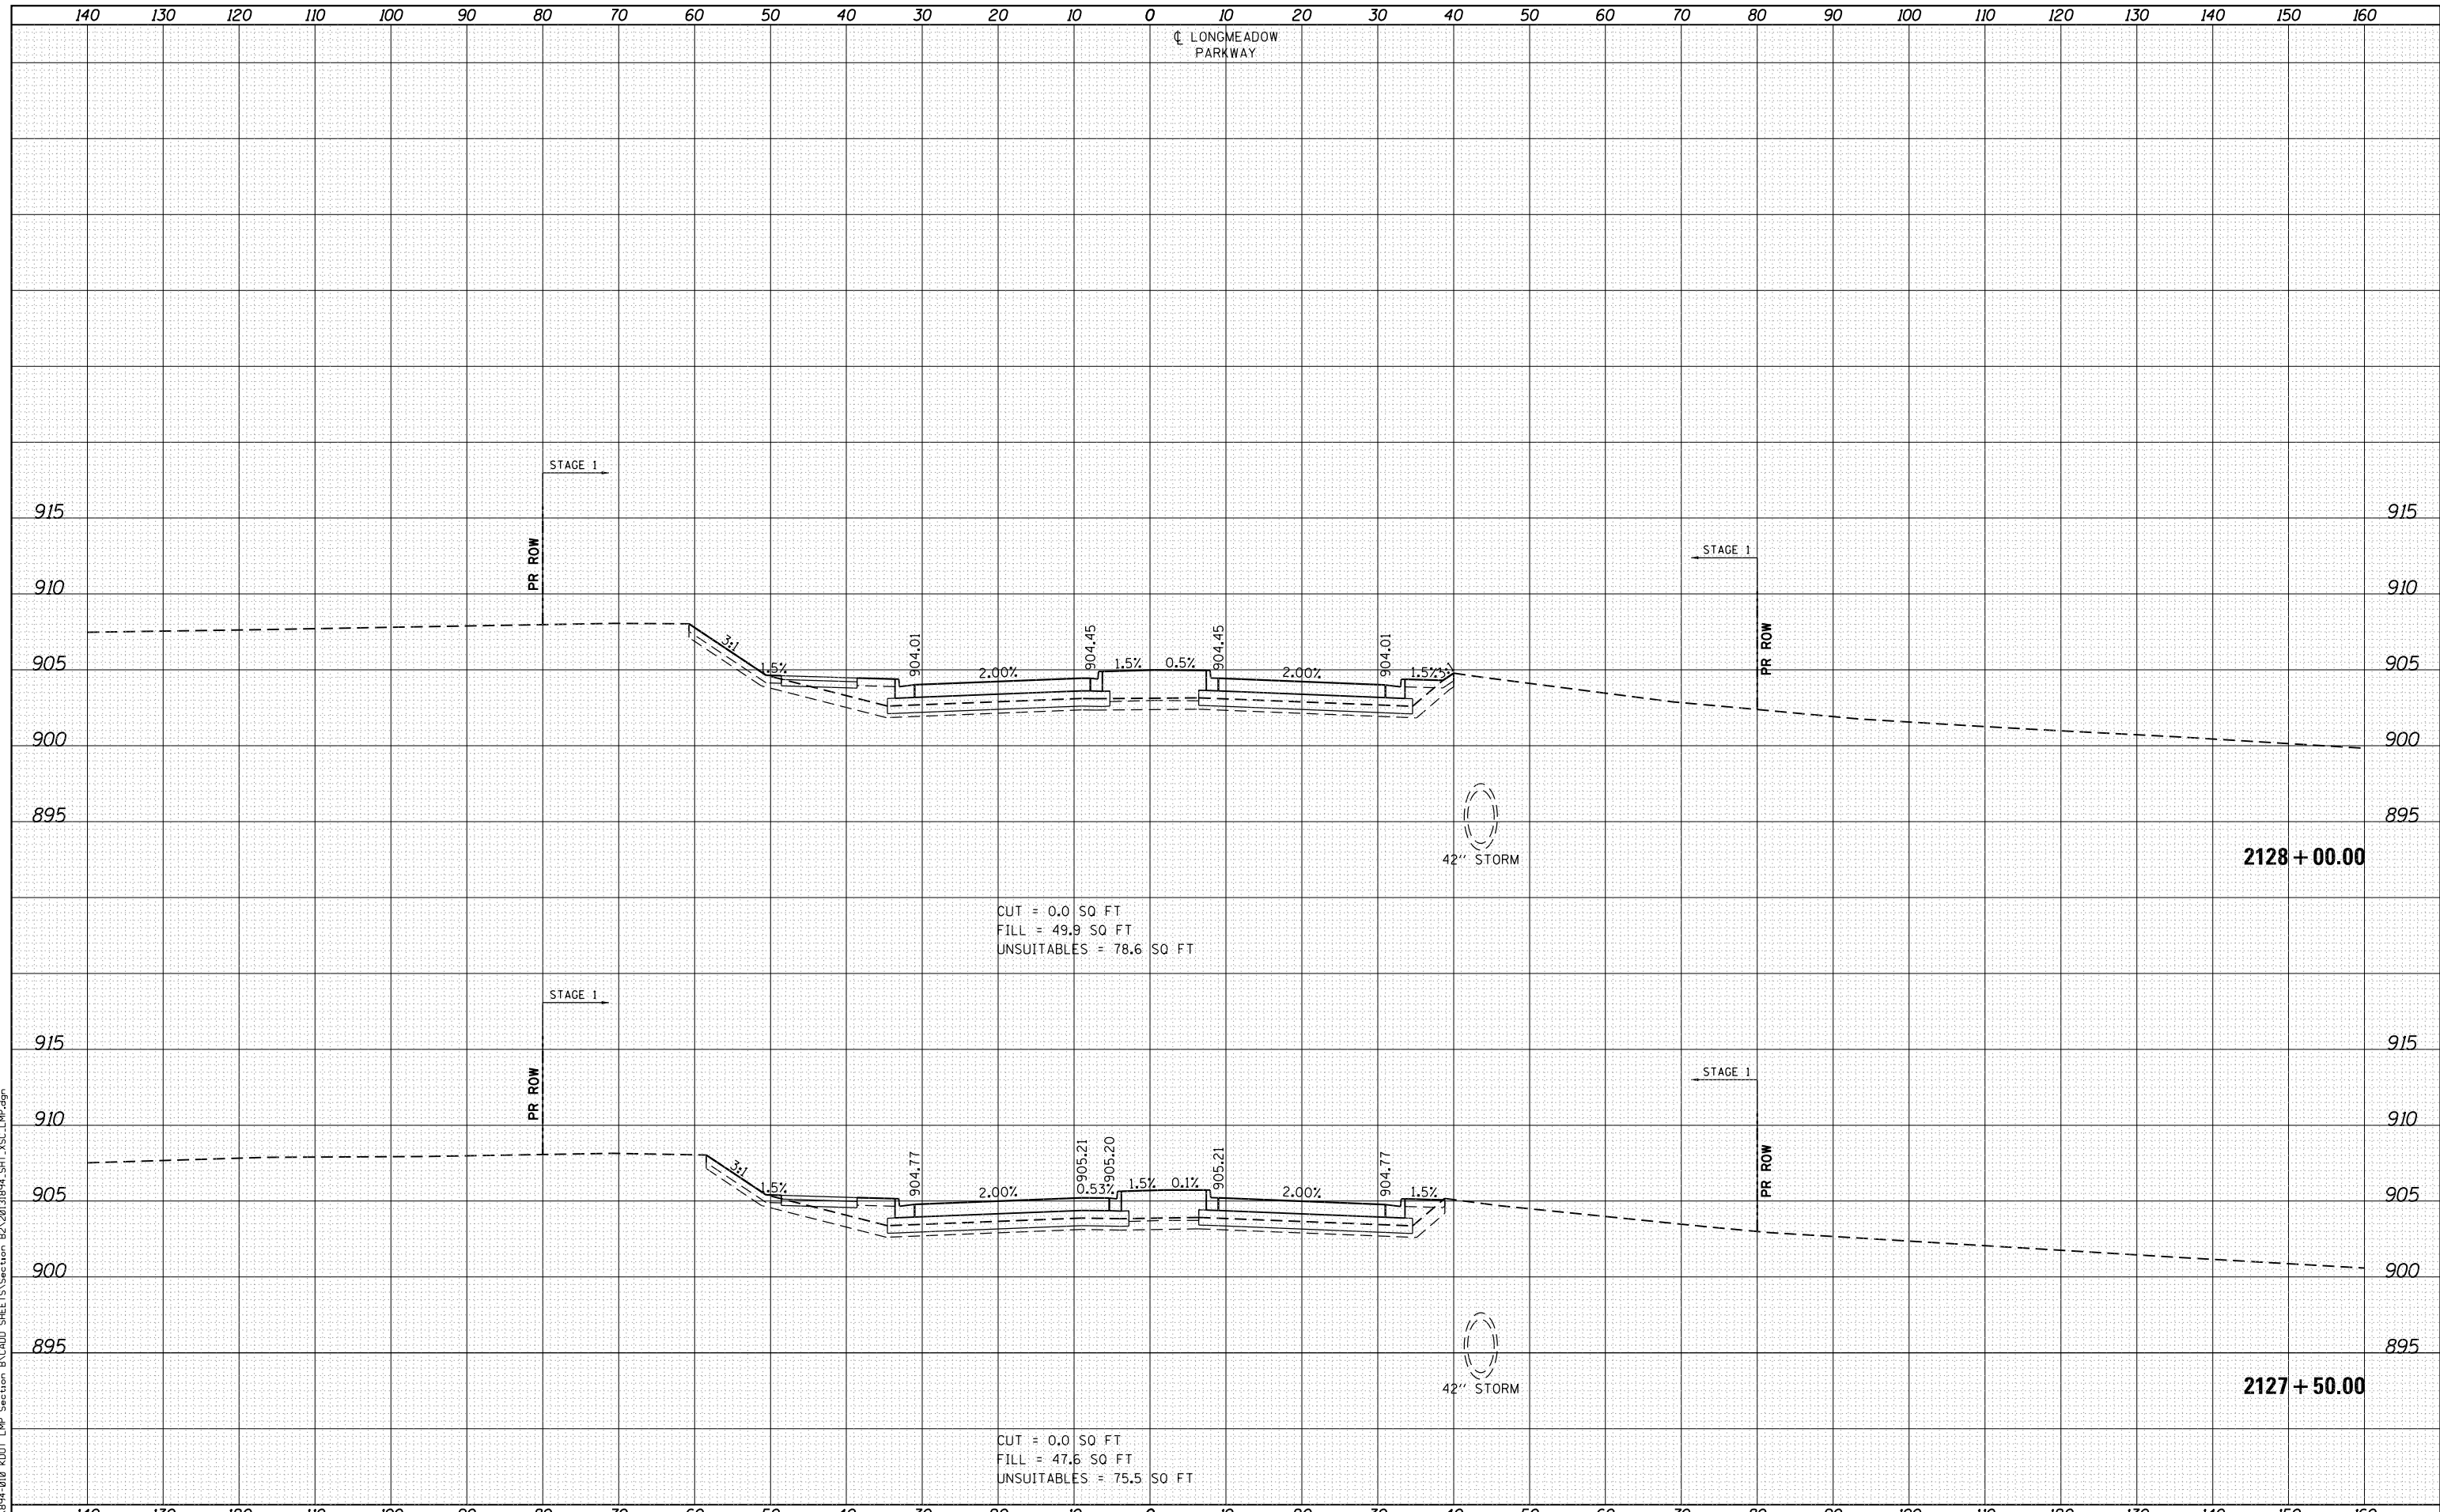 140 130 120 110 100 90 80 70 60 50 40 30 20 10 0 10 20 30 40 50 60 70 80 90 100 110 120 130 140 150 160
℄ LONGMEADOW
PARKWAY
STAGE 1
915 915
PR ROW
STAGE 1
910 910
PR ROW
3:1
904.01
904.45
904.45
904.01
905 905
1.5% 2.00% 1.5% 0.5% 2.00% 1.5%
900 900
895 895
42'' STORM
2128 + 00.00
CUT = 0.0 SQ FT
FILL = 49.9 SQ FT
UNSUITABLES = 78.6 SQ FT
STAGE 1
915 915
PR ROW
STAGE 1
910 910
PR ROW
3:1
904.77
905.21
905.20
905.21
904.77
905 905
1.5% 2.00% 0.53% 1.5% 0.1% 2.00% 1.5%
900 900
895 895
42'' STORM
2127 + 50.00
CUT = 0.0 SQ FT
FILL = 47.6 SQ FT
UNSUITABLES = 75.5 SQ FT